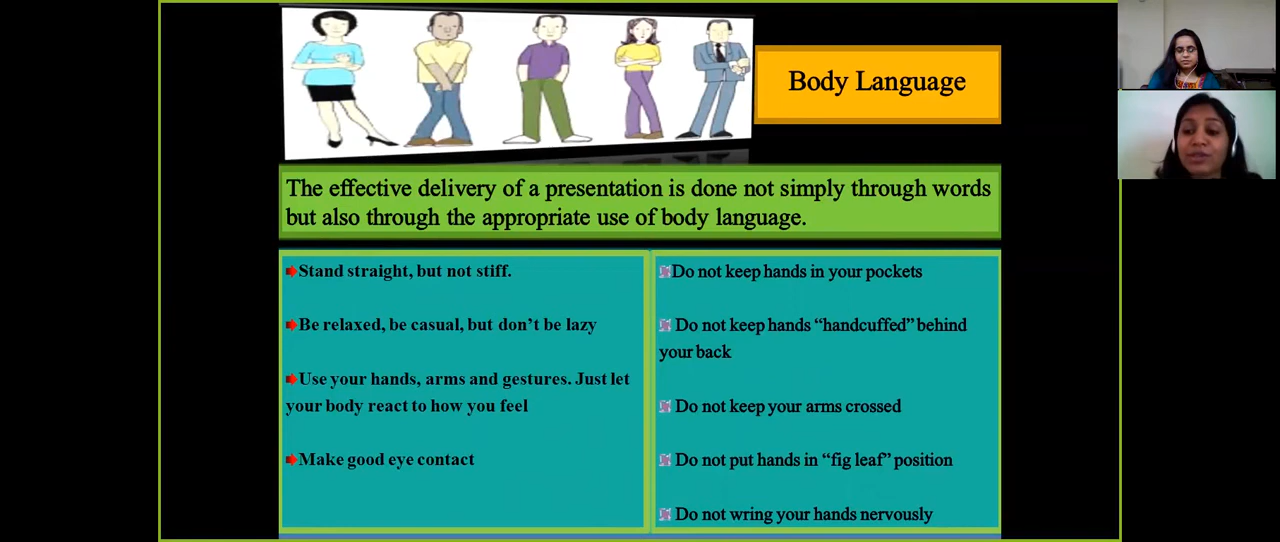 Body Language
The effective delivery of a presentation is done not simply through words
but also through the appropriate use of body language.
Stand straight, but not stiff.
Be relaxed, be casual, but don’t be lazy
Use your hands, arms and gestures. Just let
your body react to how you feel
Make good eye contact
Do not keep hands in your pockets
Do not keep hands “handcuffed” behind
your back
Do not keep your arms crossed
Do not put hands in “fig leaf” position
Do not wring your hands nervously